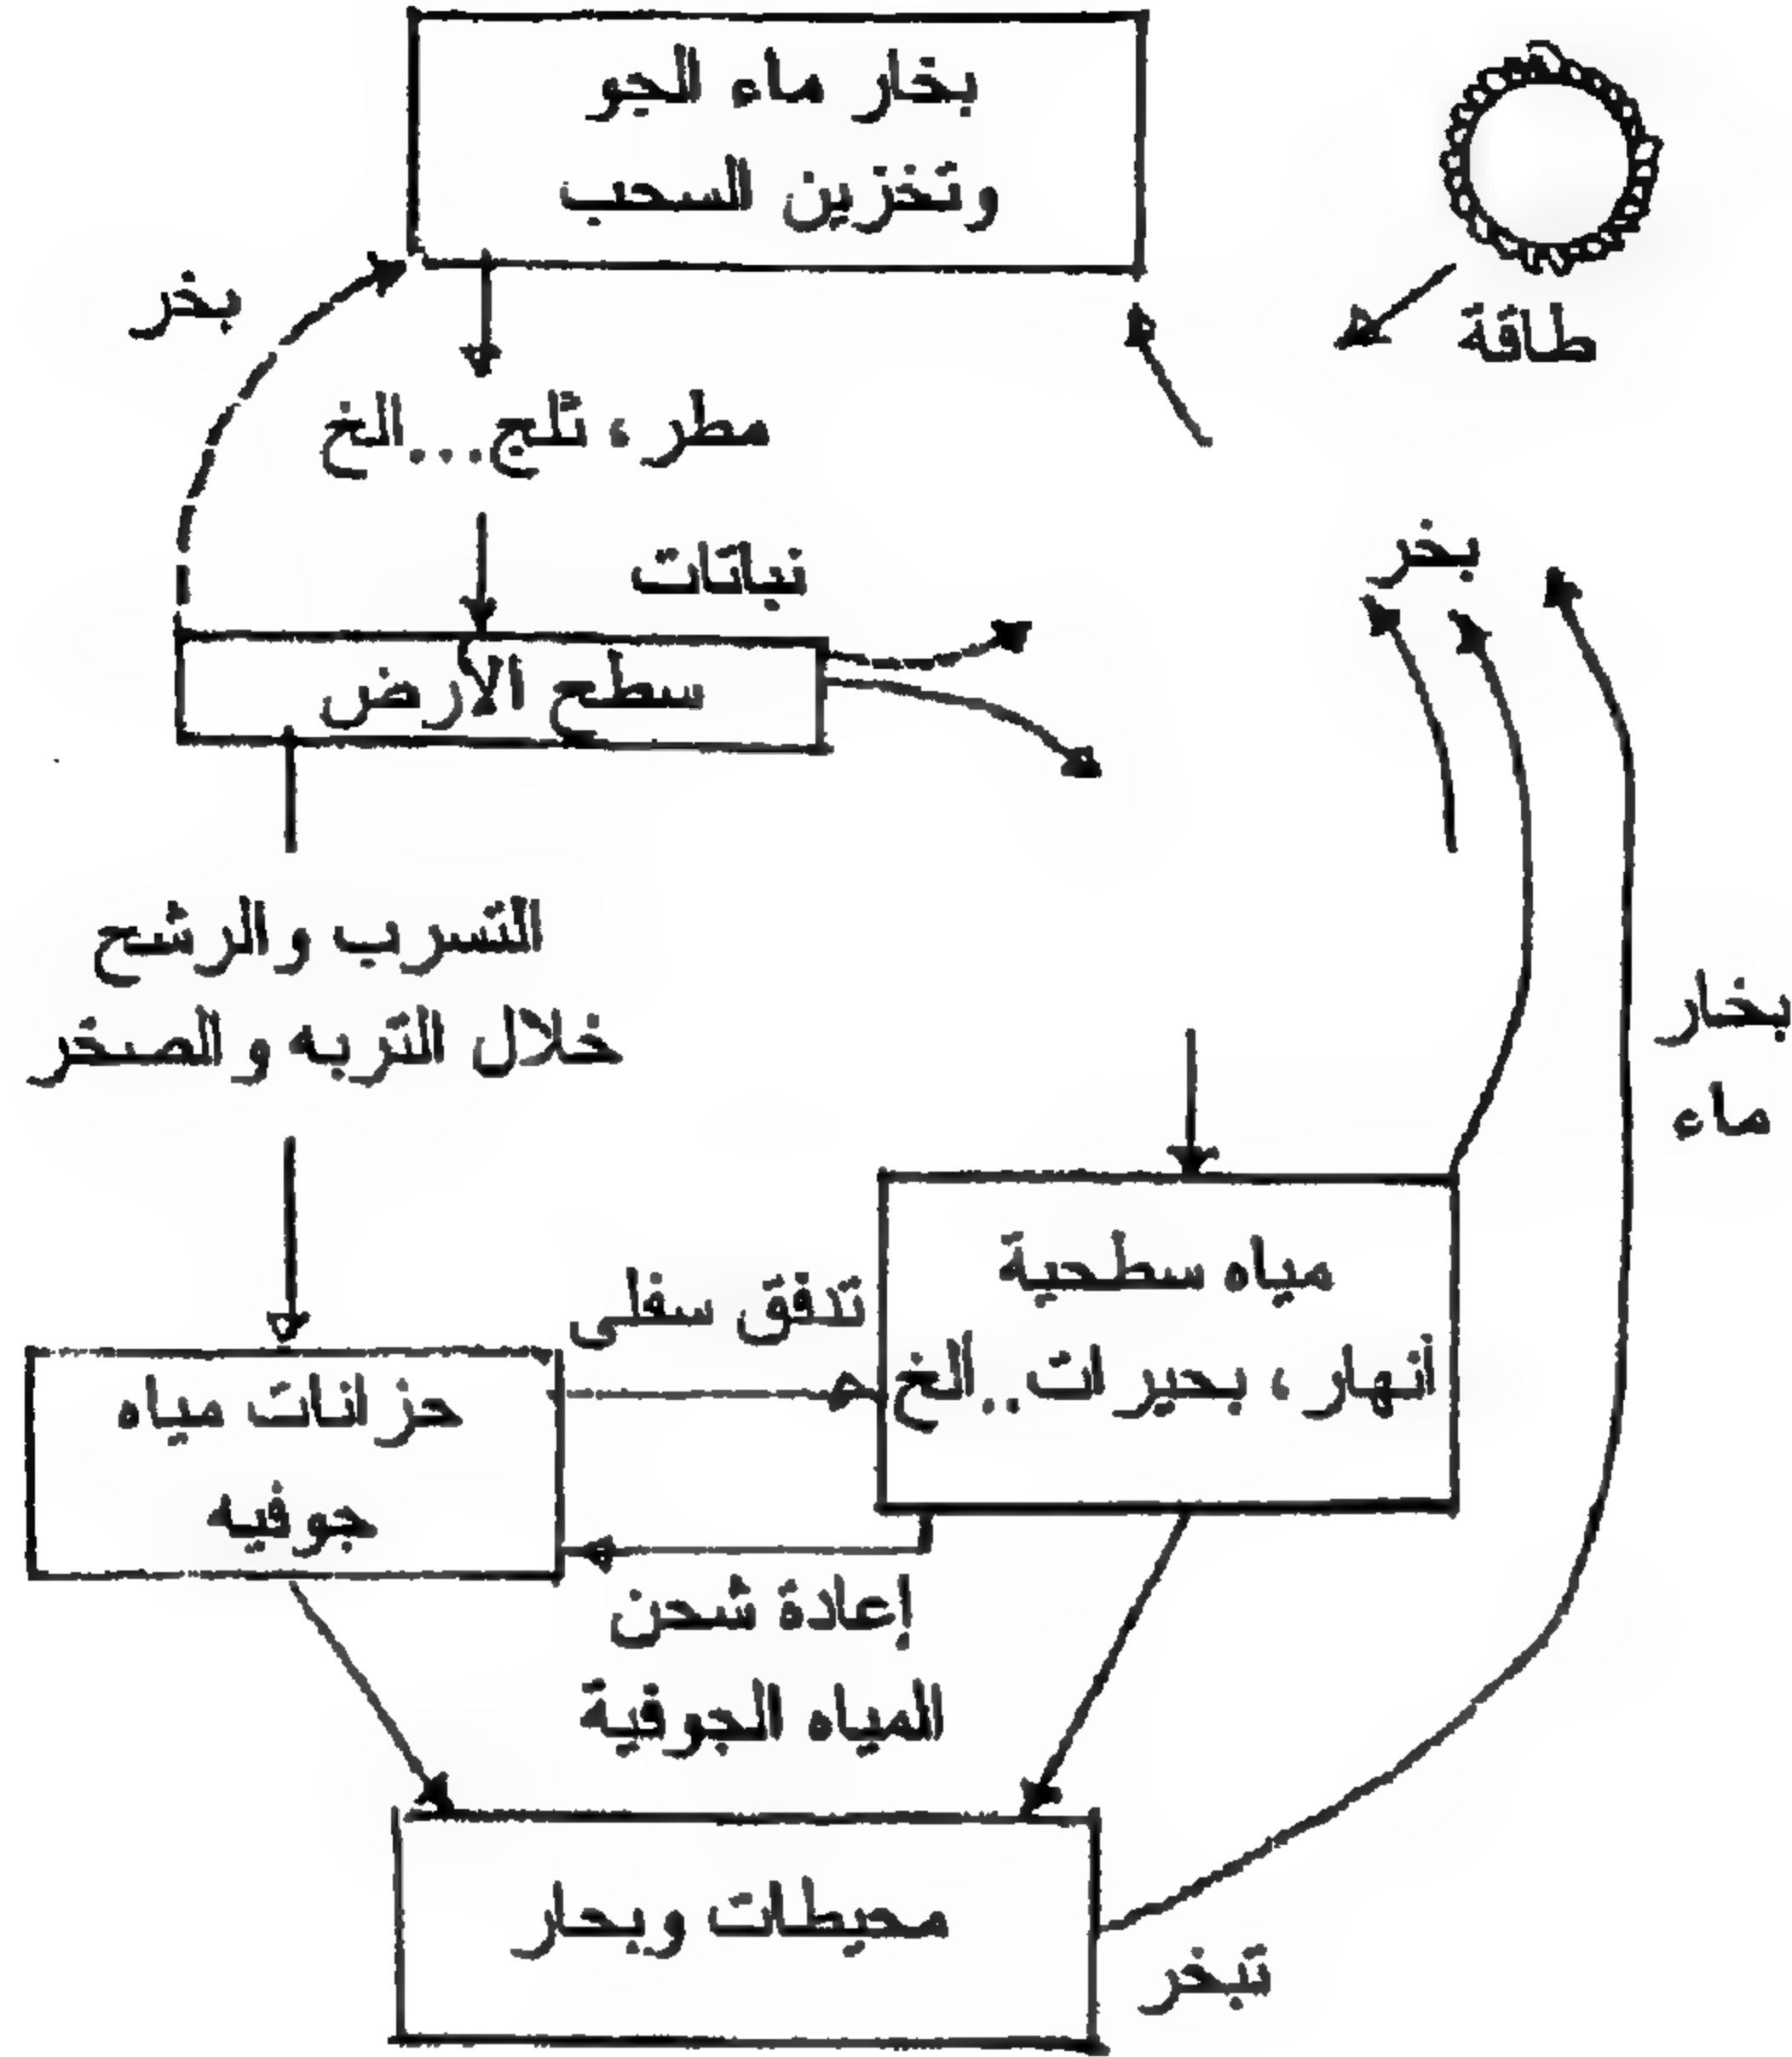 بخار ماء الجو
وتخزين السحب
طاقة
بخر
مطر، ثلج...الخ
نباتات
بخر
سطح الارض
التسرب والرشح
خلال التربه والصخر
بخار
ماء
مياه سطحية
أنهار، بحيرات..الخ
تدفق سفلى
حزانات مياه
جوفيه
إعادة شحن
المياه الجوفية
محيطات وبحار
تبخر